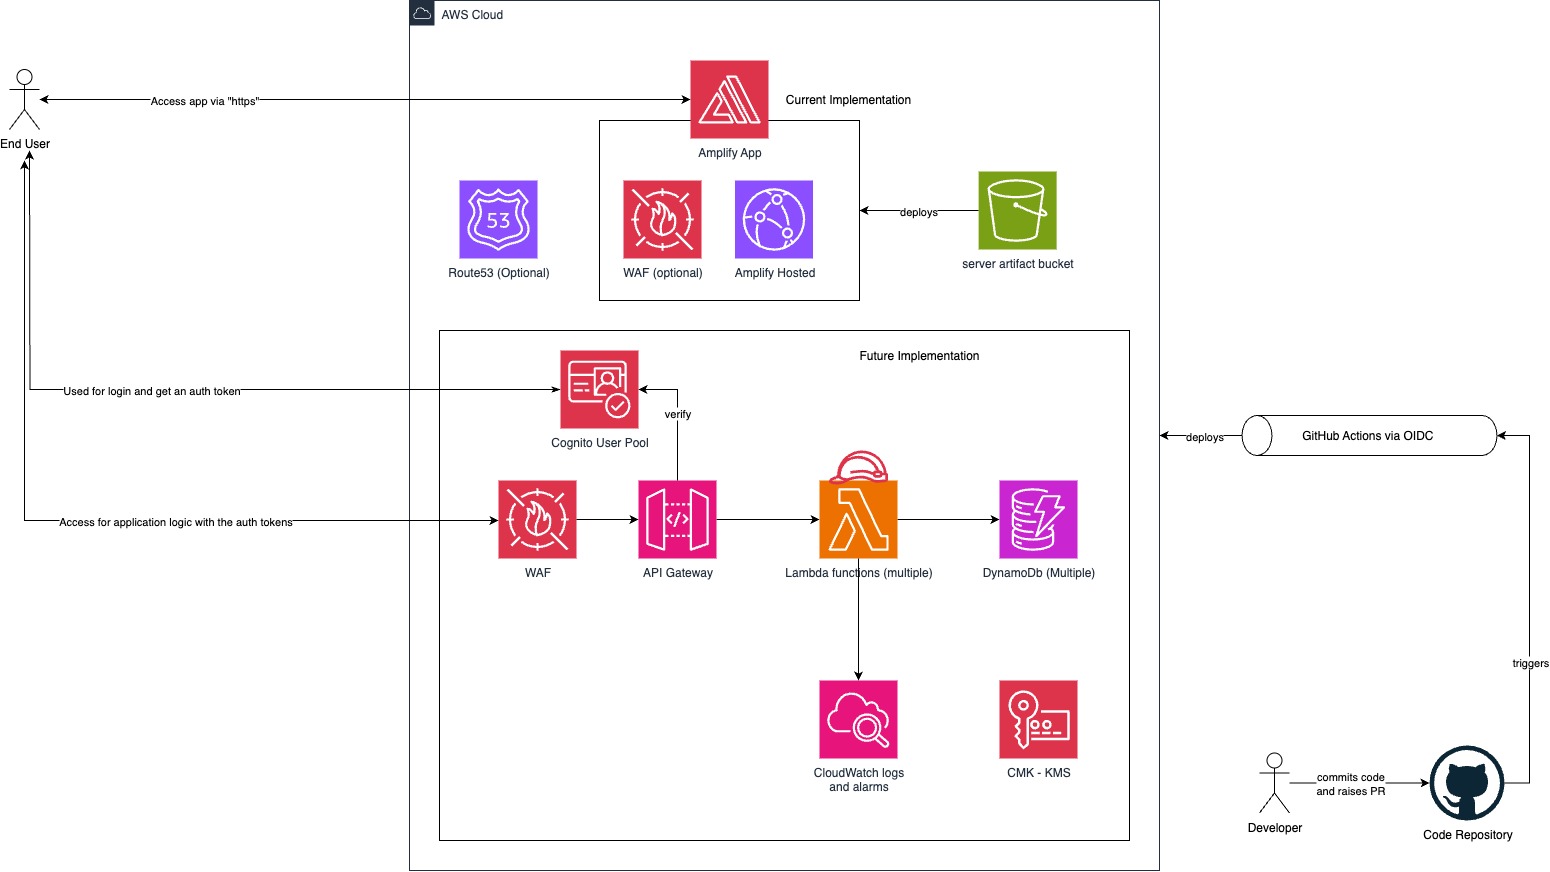 AWS Cloud
Access app via "https"
Current Implementation
End User
Amplify App
53
deploys
Route53 (Optional)
WAF (optional)
Amplify Hosted
server artifact bucket
Future Implementation
Used for login and get an auth token
verify
Cognito User Pool
deploys
GitHub Actions via OIDC
Access for application logic with the auth tokens
</>
WAF
API Gateway
Lambda functions (multiple)
DynamoDb (Multiple)
triggers
CloudWatch logs
and alarms
CMK - KMS
commits code
and raises PR
Developer
Code Repository